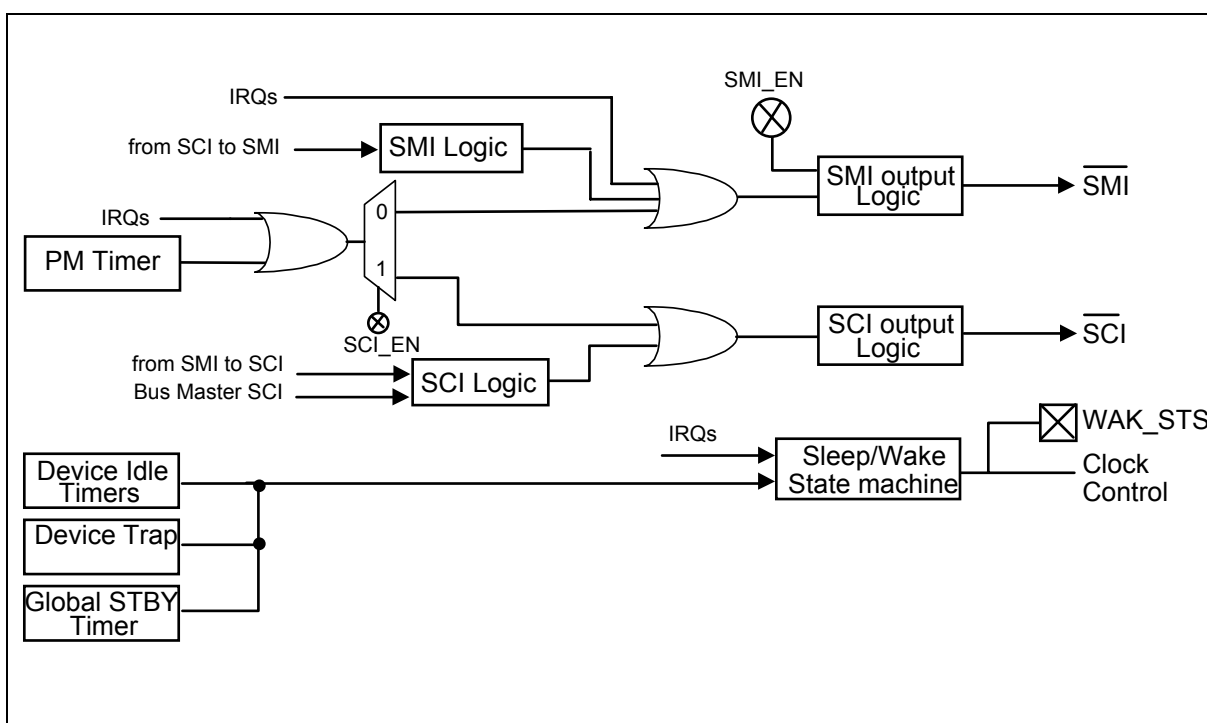 SMI_EN
IRQs
from SCI to SMI
SMI Logic
SMI output
Logic
SMI
IRQs
0
PM Timer
1
SCI_EN
SCI output
Logic
SCI
from SMI to SCI
Bus Master SCI
SCI Logic
IRQs
WAK_STS
Device Idle
Timers
Sleep/Wake
State machine
Clock
Control
Device Trap
Global STBY
Timer